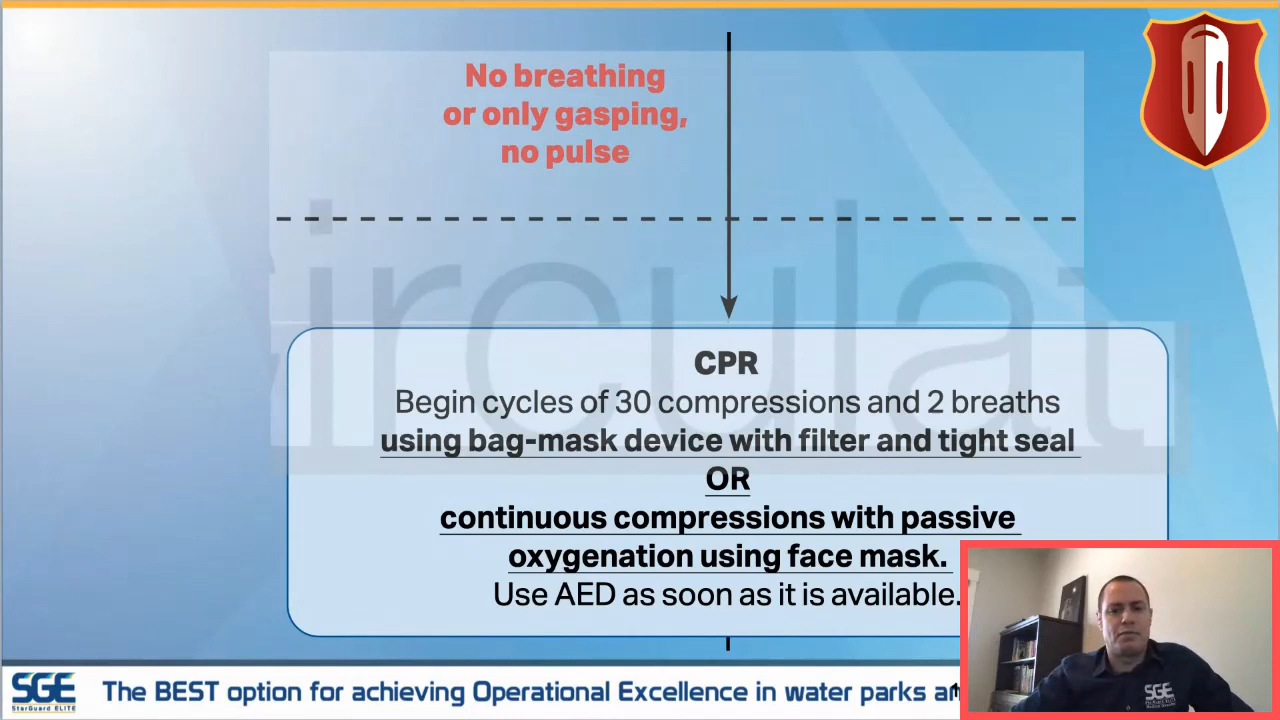 No breathing
or only gasping,
no pulse
irculat
CPR
Begin cycles of 30 compressions and 2 breaths
using bag-mask device with filter and tight seal
OR
continuous compressions with passive
oxygenation using face mask.
Use AED as soon as it is available.
SGE
StarGuard ELITE
The BEST option for achieving Operational Excellence in water parks
SGE